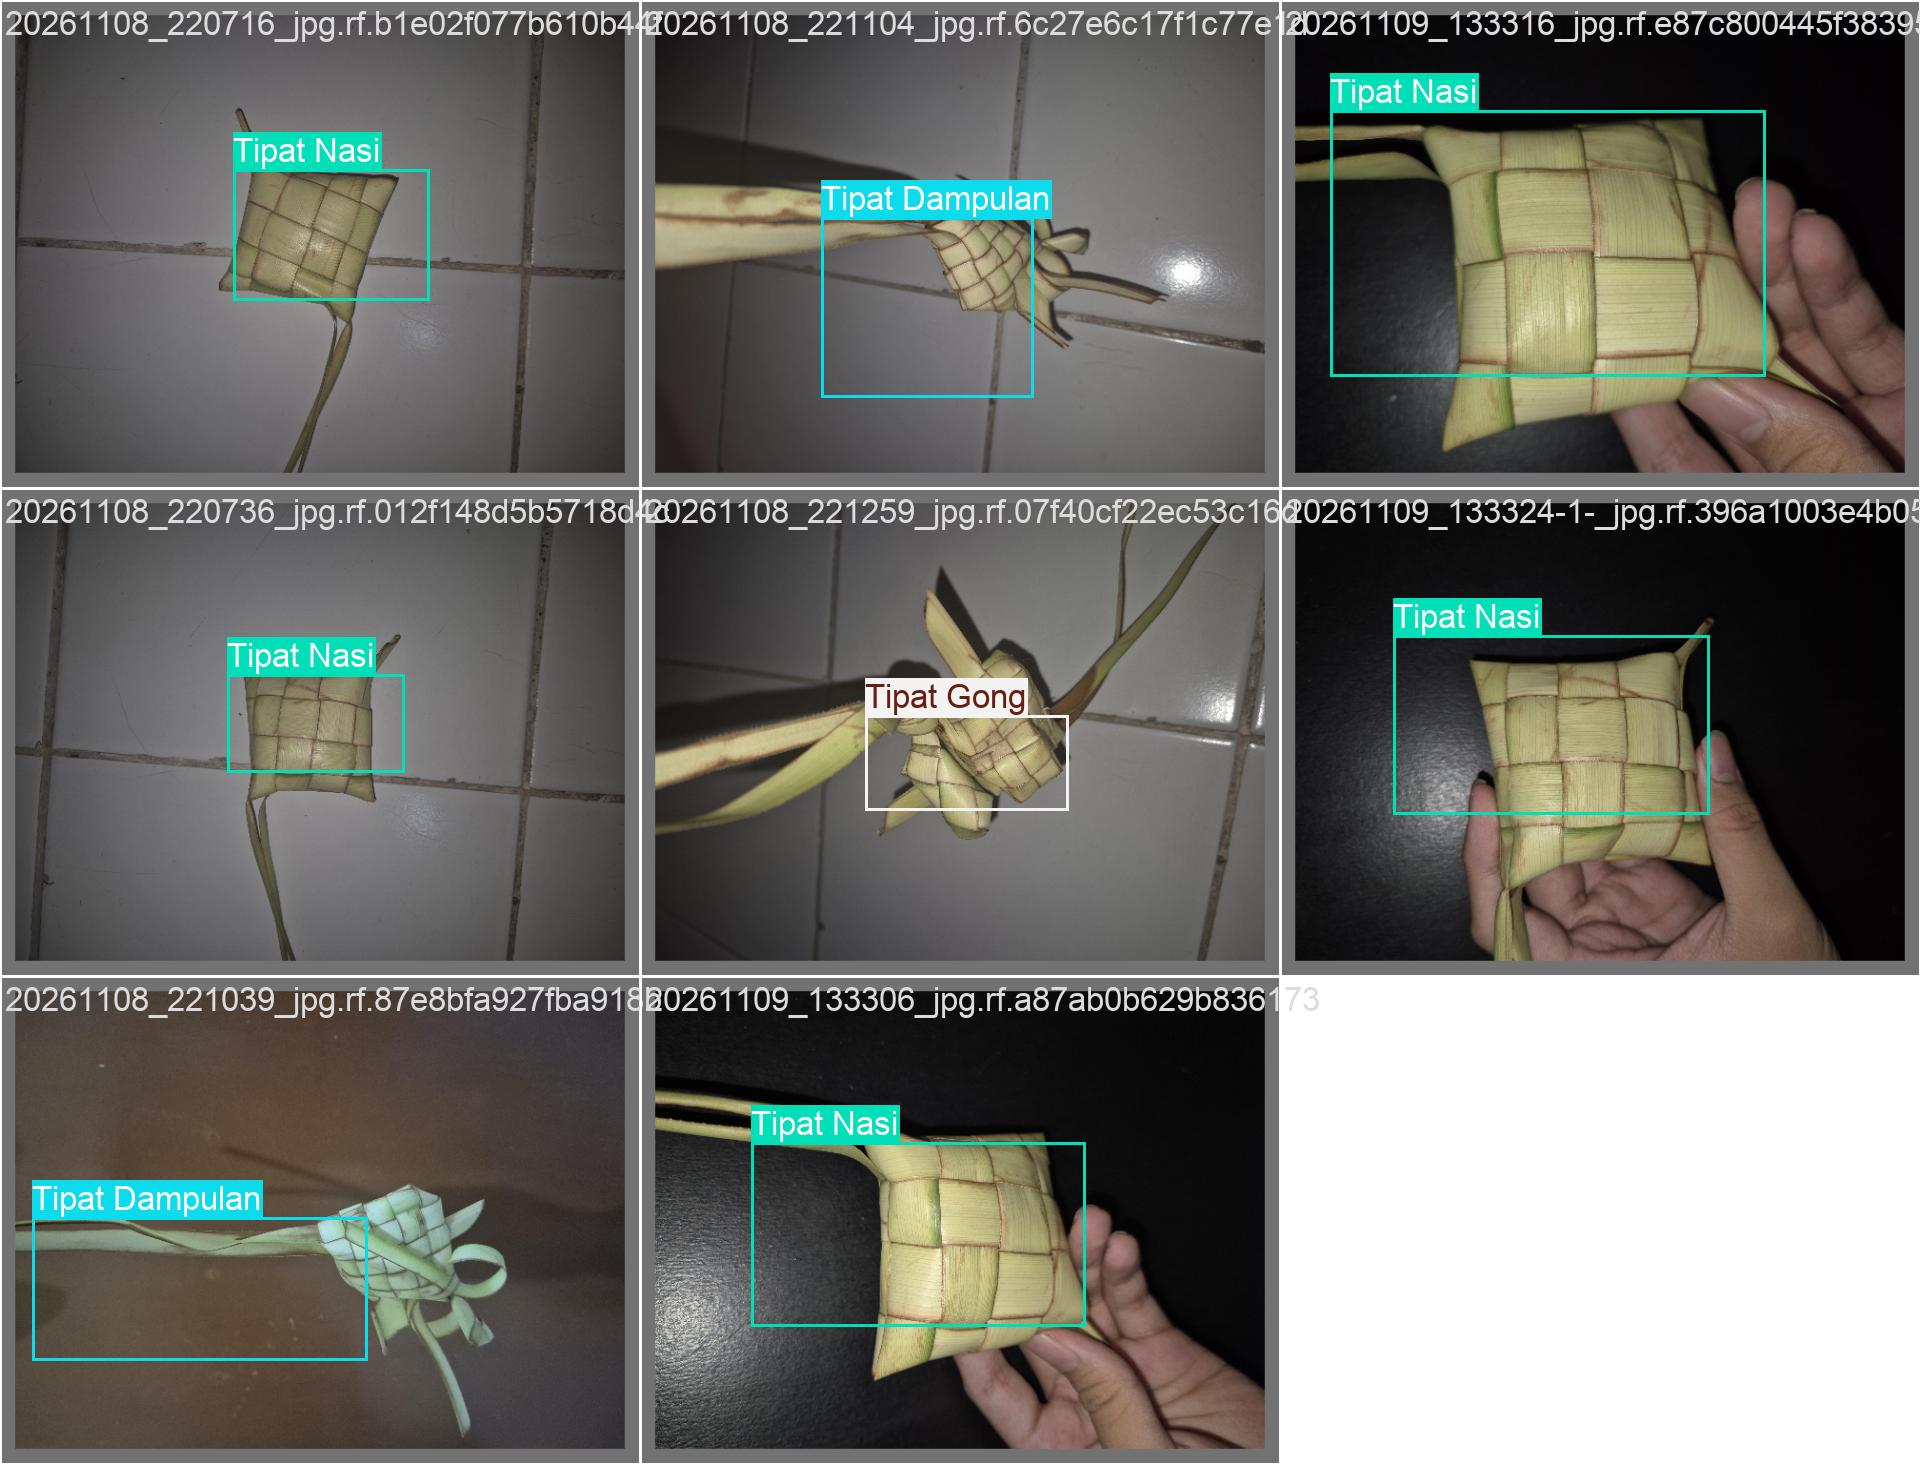 20261108_220716_jpg.rf.b1e02f077b610b44
Tipat Nasi
20261108_221104_jpg.rf.6c27e6c17f1c77e1
Tipat Dampulan
20261109_133316_jpg.rf.e87c800445f3839
Tipat Nasi
20261108_220736_jpg.rf.012f148d5b5718d4
Tipat Nasi
20261108_221259_jpg.rf.07f40cf22ec53c16
Tipat Gong
20261109_133324-1-_jpg.rf.396a1003e4b05
Tipat Nasi
20261108_221039_jpg.rf.87e8bfa927fba918
Tipat Dampulan
20261109_133306_jpg.rf.a87ab0b629b836173
Tipat Nasi